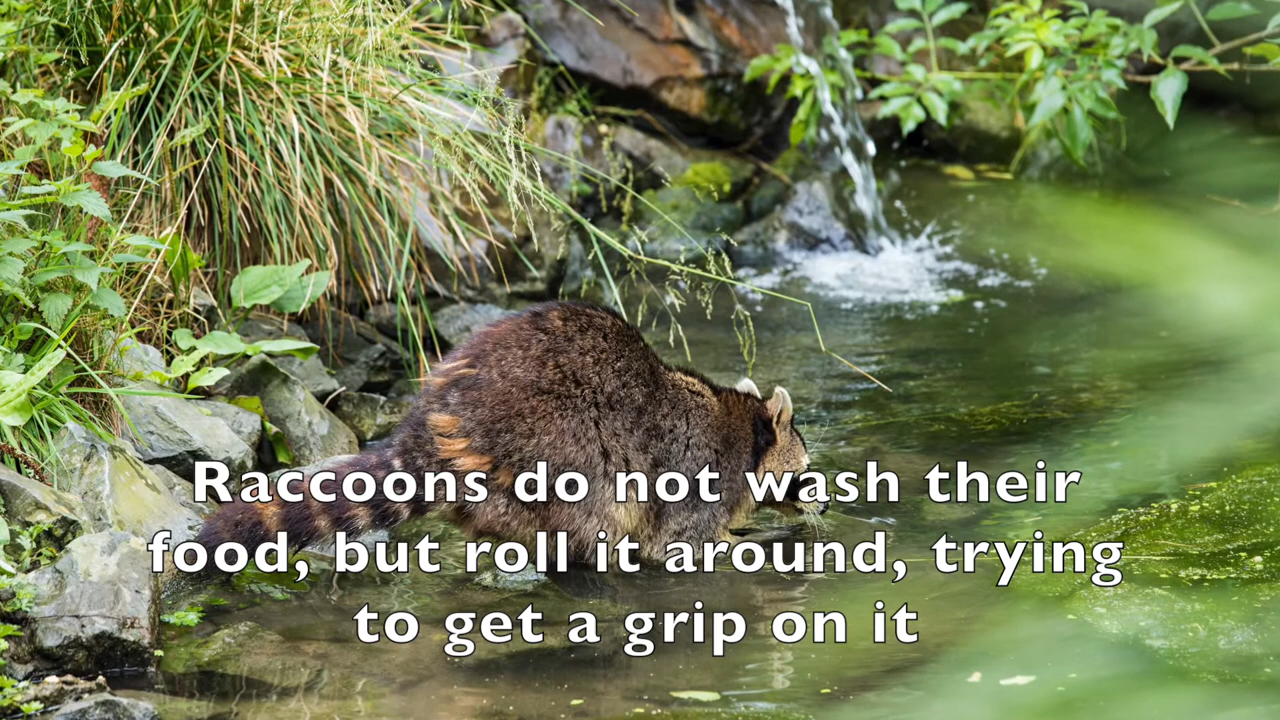 Raccoons do not wash their
food, but roll it around, trying
to get a grip on it